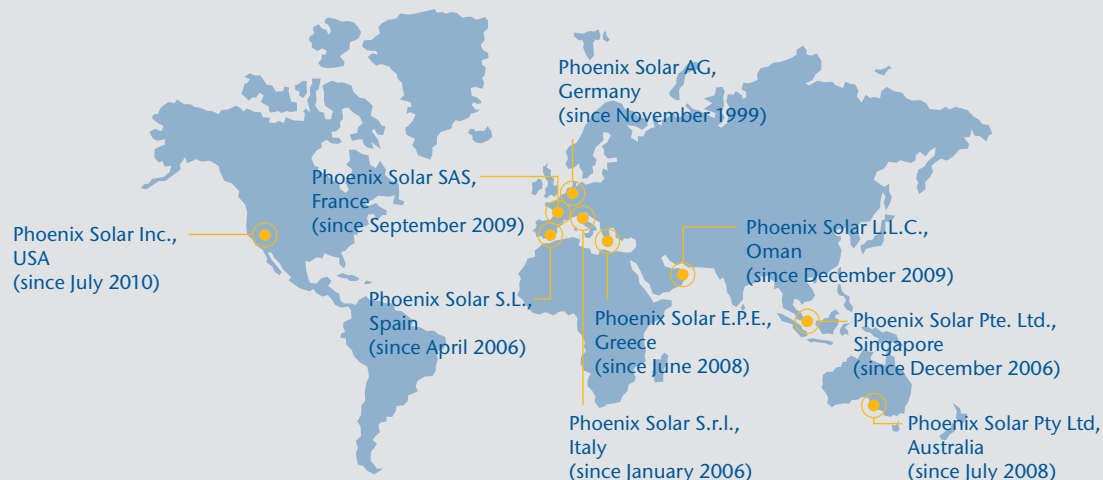 Phoenix Solar AG,
Germany
(since November 1999)
Phoenix Solar SAS,
France
(since September 2009)
Phoenix Solar Inc.,
USA
(since July 2010)
Phoenix Solar L.L.C.,
Oman
(since December 2009)
Phoenix Solar S.L.,
Spain
(since April 2006)
Phoenix Solar E.P.E.,
Greece
(since June 2008)
Phoenix Solar Pte. Ltd.,
Singapore
(since December 2006)
Phoenix Solar S.r.l.,
Italy
(since January 2006)
Phoenix Solar Pty Ltd,
Australia
(since July 2008)